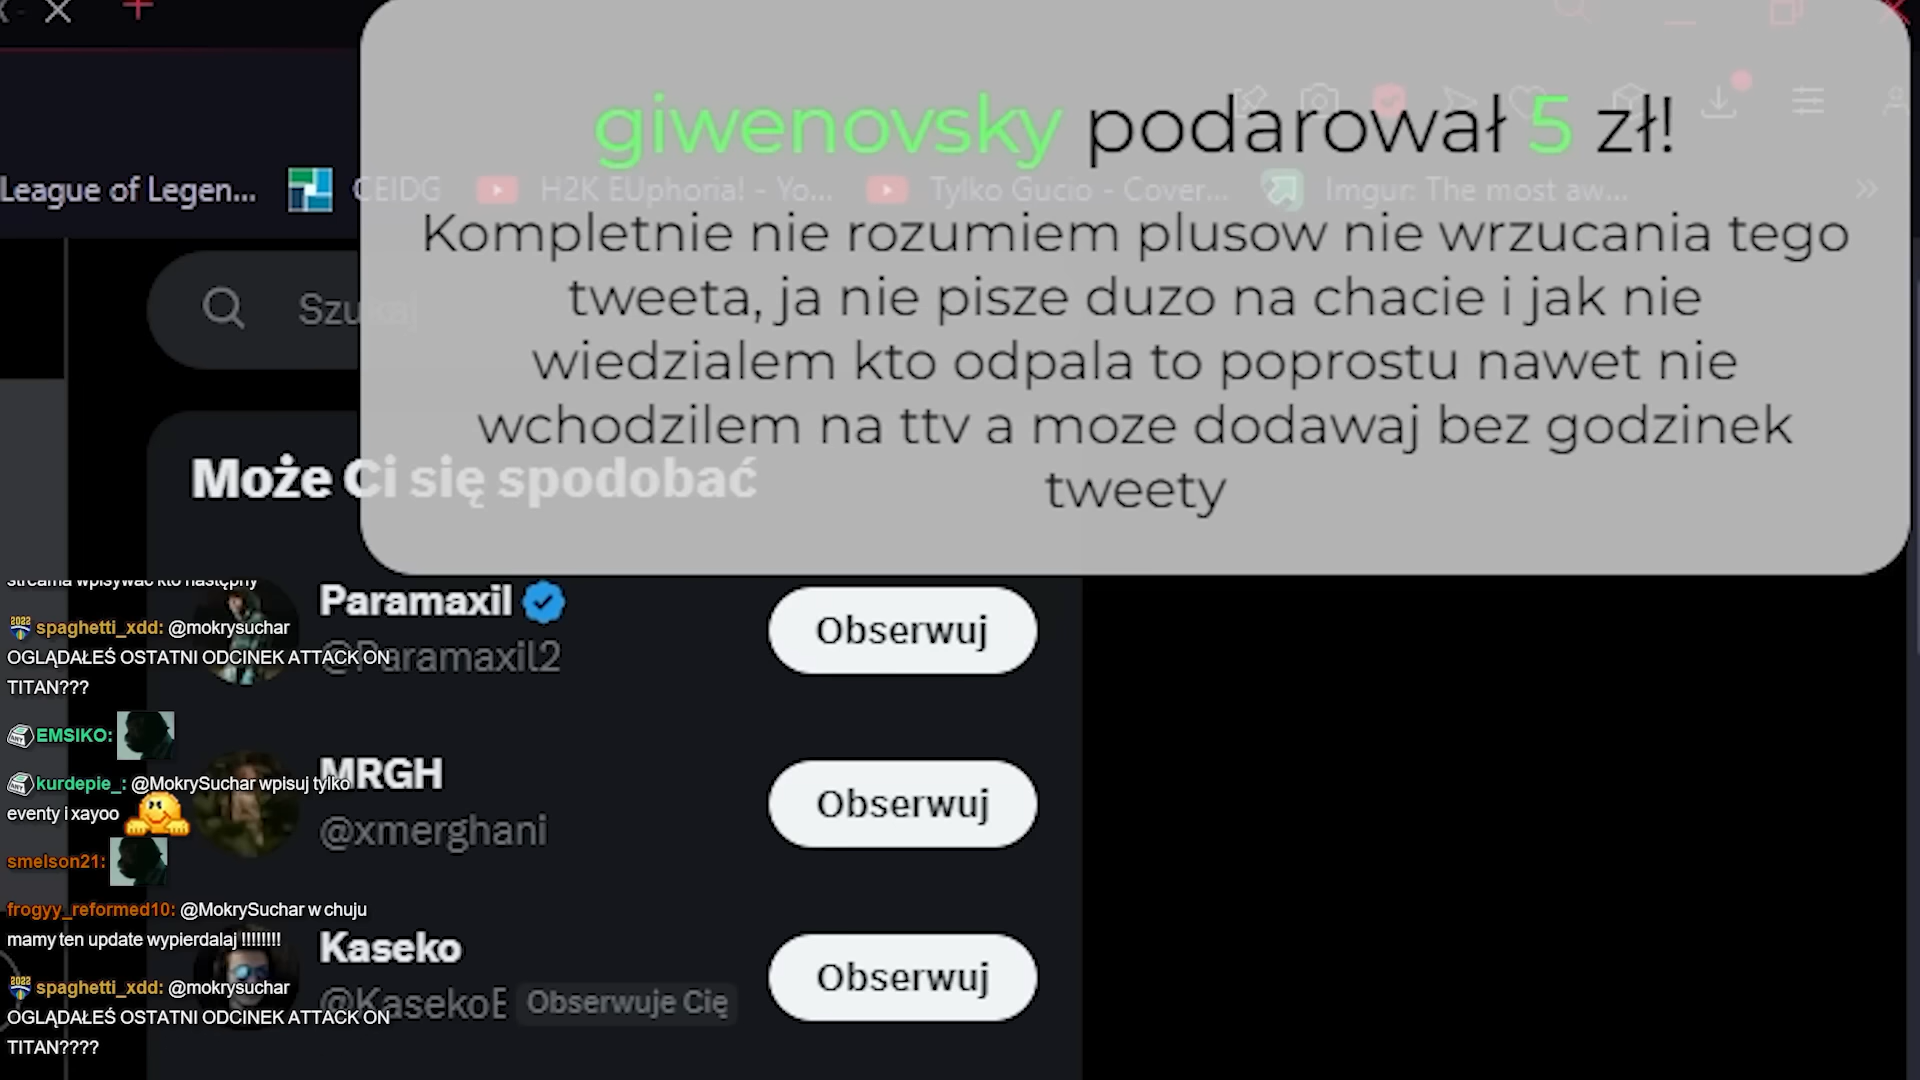 giwenovsky podarował 5 zł!
League of Legen...
CEIDG
H2K EUphoria! - Yo...
Tylko Gucio - Cover...
Imgur: The most aw...
Kompletnie nie rozumiem plusow nie wrzucania tego
tweeta, ja nie pisze duzo na chacie i jak nie
wiedzialem kto odpala to poprostu nawet nie
wchodzilem na ttv a moze dodawaj bez godzinek
tweety
Szukaj
Może Ci się spodobać
Paramaxil
@Paramaxil2
Obserwuj
MRGH
@xmerghani
Obserwuj
Kaseko
@KasekoE
Obserwuje Cię
Obserwuj
streama wpisywac kto następny
spaghetti_xdd: @mokrysuchar
OGLĄDAŁEŚ OSTATNI ODCINEK ATTACK ON
TITAN???
EMSIKO:
kurdepie_: @MokrySuchar wpisuj tylko
eventy i xayoo
smelson21:
frogyy_reformed10: @MokrySuchar w chuju
mamy ten update wypierdalaj !!!!!!!!
spaghetti_xdd: @mokrysuchar
OGLĄDAŁEŚ OSTATNI ODCINEK ATTACK ON
TITAN????